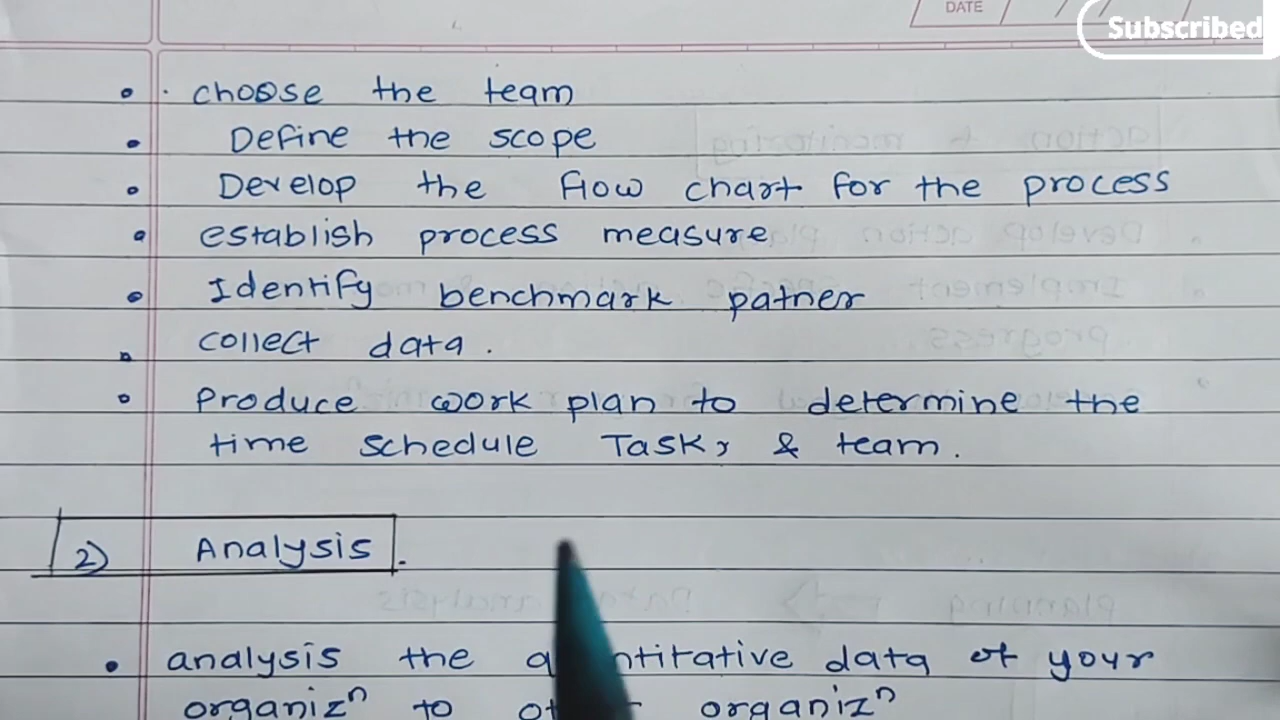 DATE
Subscribed
• choose the team
• Define the scope
• Develop the flow chart for the process
• establish process measure
• Identify benchmark patner
• collect data.
• Produce work plan to determine the
time schedule Task, & team.
2) Analysis.
• analysis the data of your
organizⁿ to organizⁿ